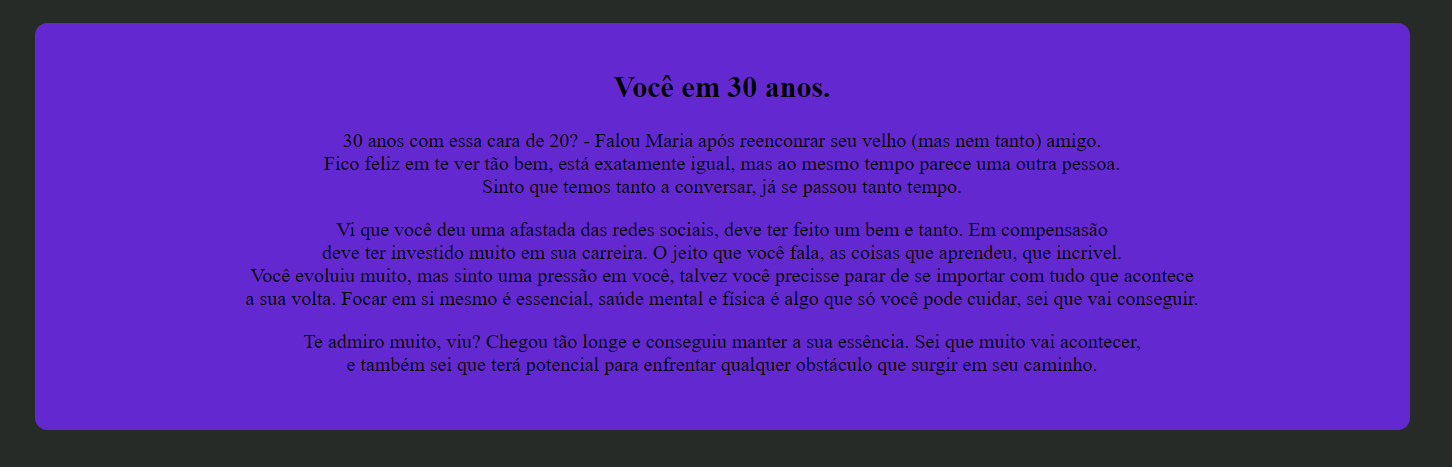 Você em 30 anos.
30 anos com essa cara de 20? - Falou Maria após reenconrar seu velho (mas nem tanto) amigo.
Fico feliz em te ver tão bem, está exatamente igual, mas ao mesmo tempo parece uma outra pessoa.
Sinto que temos tanto a conversar, já se passou tanto tempo.
Vi que você deu uma afastada das redes sociais, deve ter feito um bem e tanto. Em compensasão
deve ter investido muito em sua carreira. O jeito que você fala, as coisas que aprendeu, que incrivel.
Você evoluiu muito, mas sinto uma pressão em você, talvez você precisse parar de se importar com tudo que acontece
a sua volta. Focar em si mesmo é essencial, saúde mental e física é algo que só você pode cuidar, sei que vai conseguir.
Te admiro muito, viu? Chegou tão longe e conseguiu manter a sua essência. Sei que muito vai acontecer,
e também sei que terá potencial para enfrentar qualquer obstáculo que surgir em seu caminho.